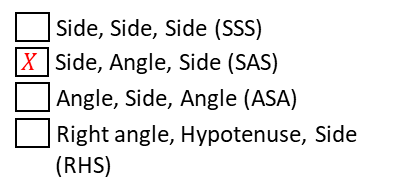 Side, Side, Side (SSS)
X Side, Angle, Side (SAS)
Angle, Side, Angle (ASA)
Right angle, Hypotenuse, Side
(RHS)